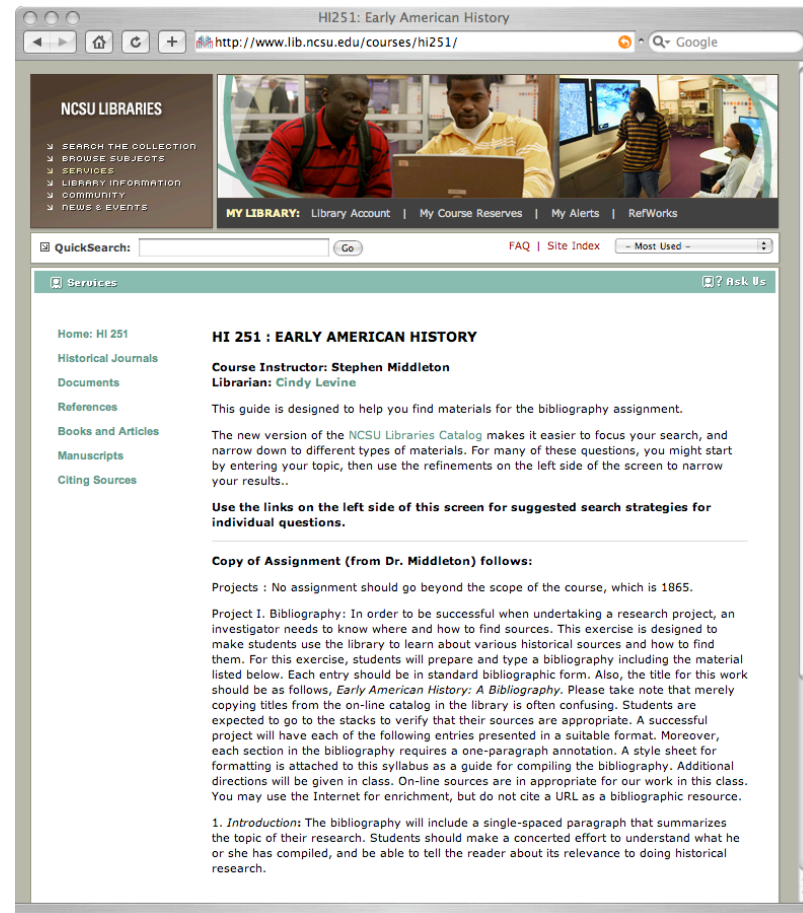 HI251: Early American History
http://www.lib.ncsu.edu/courses/hi251/
Google
NCSU LIBRARIES
SEARCH THE COLLECTION
BROWSE SUBJECTS
SERVICES
LIBRARY INFORMATION
COMMUNITY
NEWS & EVENTS
MY LIBRARY: Library Account | My Course Reserves | My Alerts | RefWorks
QuickSearch: Go FAQ | Site Index - Most Used -
Services ? Ask Us
Home: HI 251
Historical Journals
Documents
References
Books and Articles
Manuscripts
Citing Sources
HI 251 : EARLY AMERICAN HISTORY
Course Instructor: Stephen Middleton
Librarian: Cindy Levine
This guide is designed to help you find materials for the bibliography assignment.
The new version of the NCSU Libraries Catalog makes it easier to focus your search, and
narrow down to different types of materials. For many of these questions, you might start
by entering your topic, then use the refinements on the left side of the screen to narrow
your results..
Use the links on the left side of this screen for suggested search strategies for
individual questions.
Copy of Assignment (from Dr. Middleton) follows:
Projects : No assignment should go beyond the scope of the course, which is 1865.
Project I. Bibliography: In order to be successful when undertaking a research project, an
investigator needs to know where and how to find sources. This exercise is designed to
make students use the library to learn about various historical sources and how to find
them. For this exercise, students will prepare and type a bibliography including the material
listed below. Each entry should be in standard bibliographic form. Also, the title for this work
should be as follows, Early American History: A Bibliography. Please take note that merely
copying titles from the on-line catalog in the library is often confusing. Students are
expected to go to the stacks to verify that their sources are appropriate. A successful
project will have each of the following entries presented in a suitable format. Moreover,
each section in the bibliography requires a one-paragraph annotation. A style sheet for
formatting is attached to this syllabus as a guide for compiling the bibliography. Additional
directions will be given in class. On-line sources are in appropriate for our work in this class.
You may use the Internet for enrichment, but do not cite a URL as a bibliographic resource.
1. Introduction: The bibliography will include a single-spaced paragraph that summarizes
the topic of their research. Students should make a concerted effort to understand what he
or she has compiled, and be able to tell the reader about its relevance to doing historical
research.